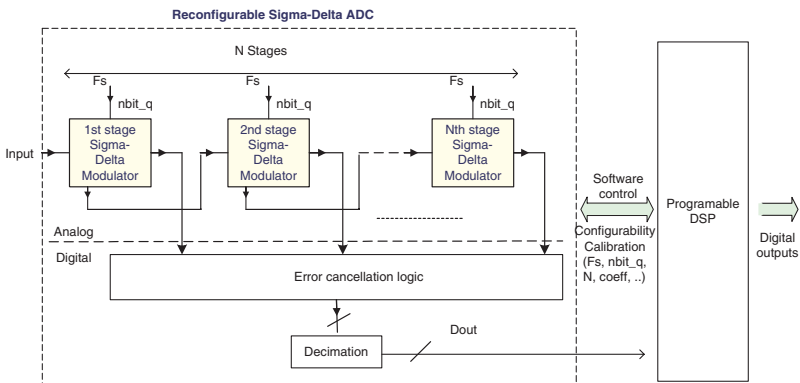 Reconfigurable Sigma-Delta ADC
N Stages
Fs
Fs
Fs
nbit_q
nbit_q
nbit_q
Input
1st stage
Sigma-
Delta
Modulator
2nd stage
Sigma-
Delta
Modulator
Nth stage
Sigma-
Delta
Modulator
Analog
Digital
Error cancellation logic
Decimation
Dout
Software
control
Configurability
Calibration
(Fs, nbit_q,
N, coeff, ..)
Programable
DSP
Digital
outputs